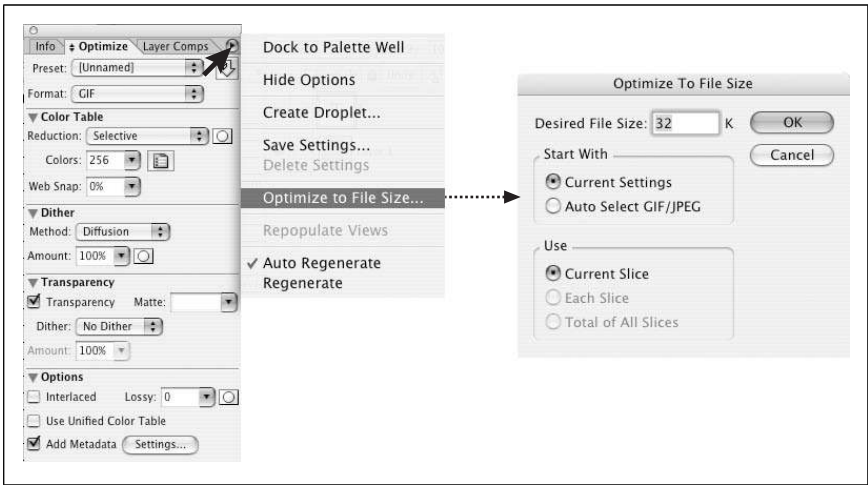 Info Optimize Layer Comps
Preset: [Unnamed]
Format: GIF
Color Table
Reduction: Selective
Colors: 256
Web Snap: 0%
Dither
Method: Diffusion
Amount: 100%
Transparency
Transparency Matte:
Dither: No Dither
Amount: 100%
Options
Interlaced Lossy: 0
Use Unified Color Table
Add Metadata Settings...
Dock to Palette Well
Hide Options
Create Droplet...
Save Settings...
Delete Settings
Optimize to File Size...
Repopulate Views
✓ Auto Regenerate
Regenerate
Optimize To File Size
Desired File Size: 32 K OK
Start With Cancel
Current Settings
Auto Select GIF/JPEG
Use
Current Slice
Each Slice
Total of All Slices